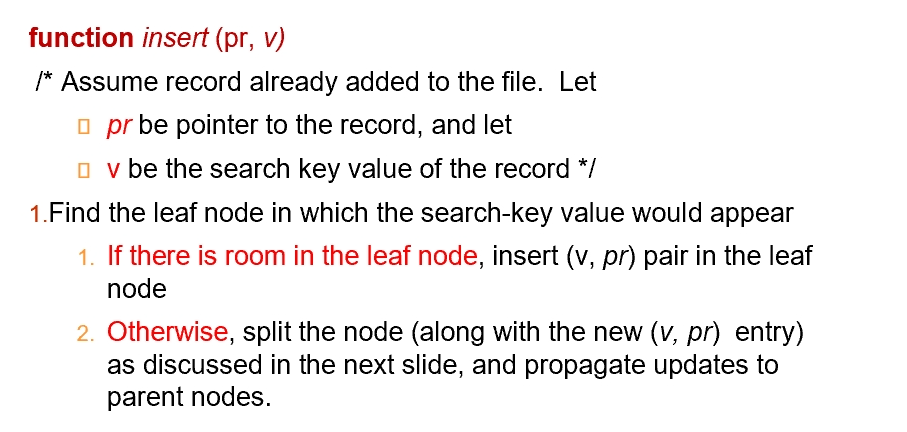 function insert (pr, v)
/* Assume record already added to the file. Let
pr be pointer to the record, and let
v be the search key value of the record */
1.Find the leaf node in which the search-key value would appear
1. If there is room in the leaf node, insert (v, pr) pair in the leaf
node
2. Otherwise, split the node (along with the new (v, pr) entry)
as discussed in the next slide, and propagate updates to
parent nodes.